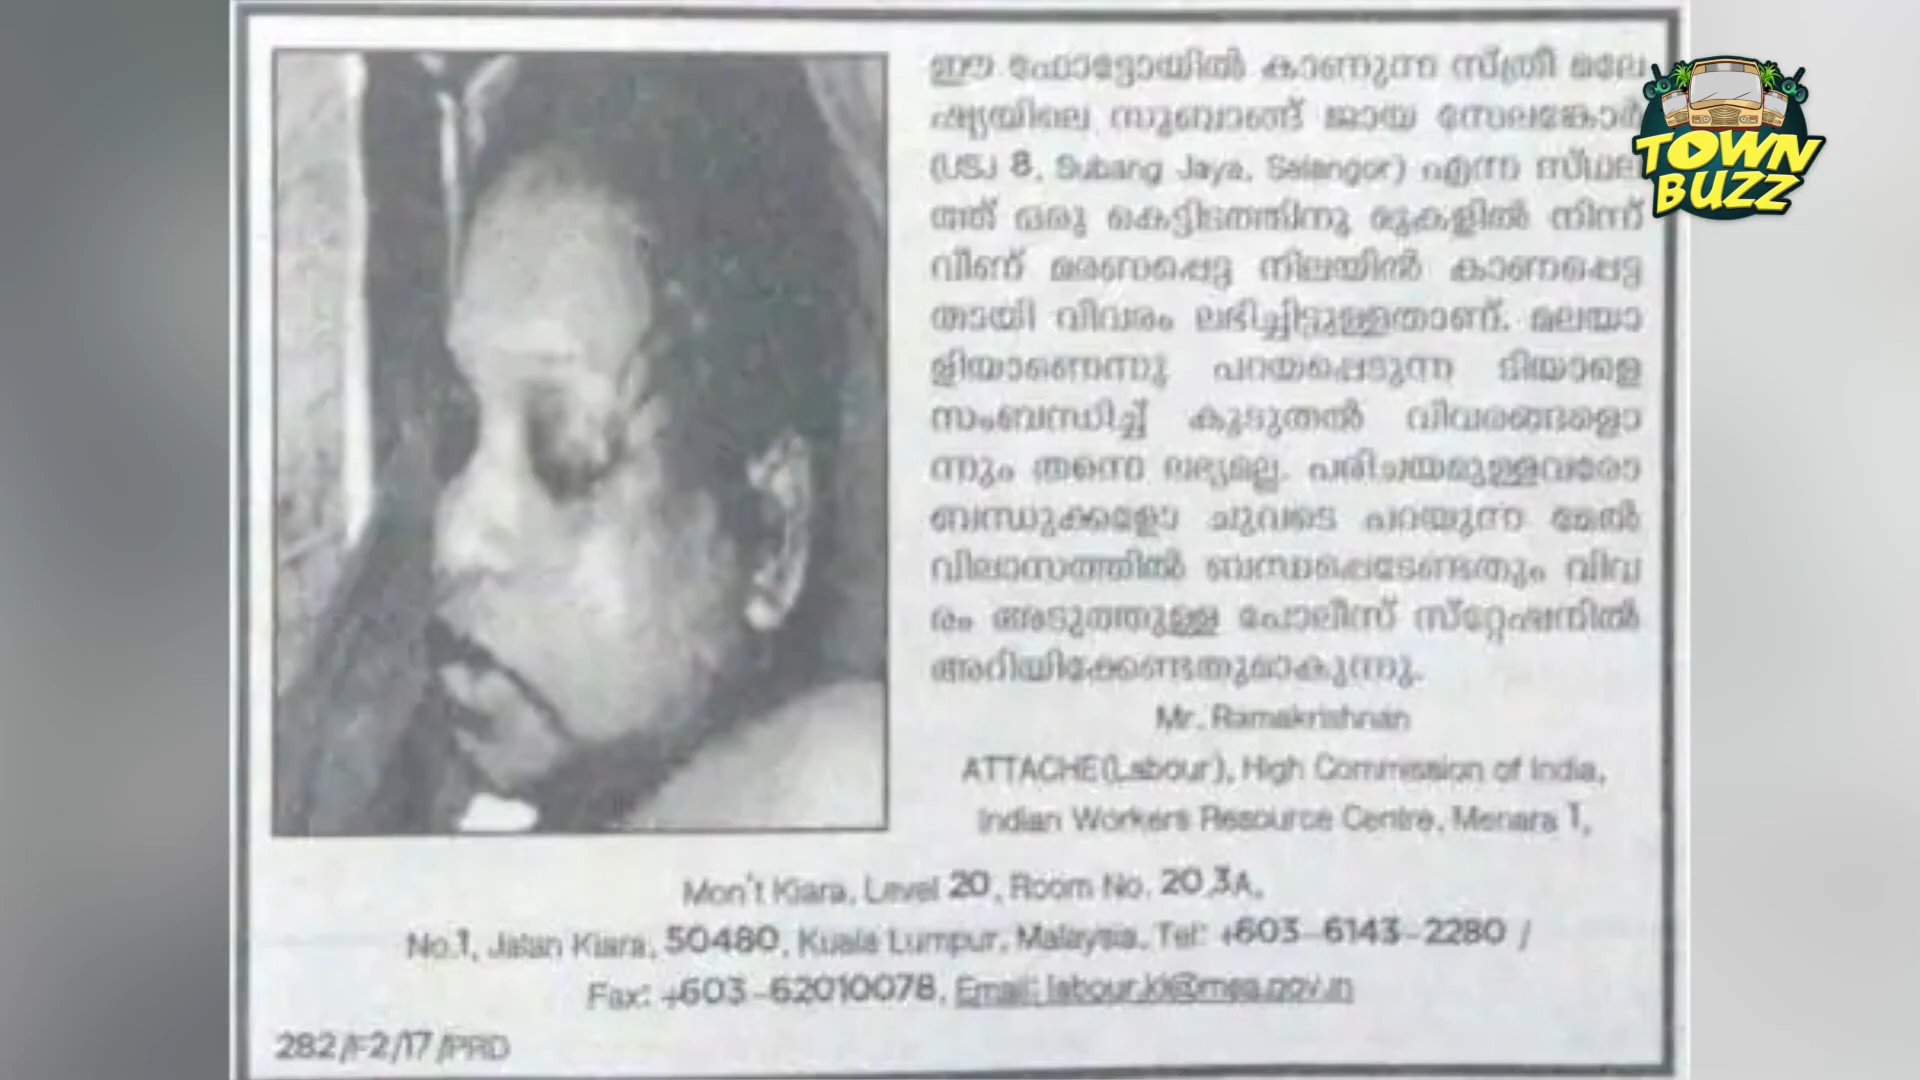 ഈ ഫോട്ടോയിൽ കാണുന്ന സ്ത്രീ മലേ
ഷ്യയിലെ സുബാങ്ങ് ജായ സേലങ്കോർ
(USJ 8, Subang Jaya, Selangor) എന്ന സ്ഥല
ത്ത് ഒരു കെട്ടിടത്തിനു മുകളിൽ നിന്ന്
വീണ് മരണപ്പെട്ട നിലയിൽ കാണപ്പെട്ട
തായി വിവരം ലഭിച്ചിട്ടുള്ളതാണ്. മലയാ
ളിയാണെന്നു പറയപ്പെടുന്ന ടിയാളെ
സംബന്ധിച്ച് കൂടുതൽ വിവരങ്ങളൊ
ന്നും തന്നെ ലഭ്യമല്ല. പരിചയമുള്ളവരോ
ബന്ധുക്കളോ ചുവടെ പറയുന്ന മേൽ
വിലാസത്തിൽ ബന്ധപ്പെടേണ്ടതും വിവ
രം അടുത്തുള്ള പോലീസ് സ്റ്റേഷനിൽ
അറിയിക്കേണ്ടതുമാകുന്നു.
Mr. Ramakrishnan
ATTACHE(Labour), High Commission of India,
Indian Workers Resource Centre, Menara 1,
Mon't Kiara, Level 20, Room No. 20.3A,
No.1, Jalan Kiara, 50480, Kuala Lumpur, Malaysia, Tel: +603-6143-2280 /
Fax: +603-62010078, Email: labour.kl@mea.gov.in
282/F2/17/PRD
TOWN
BUZZ